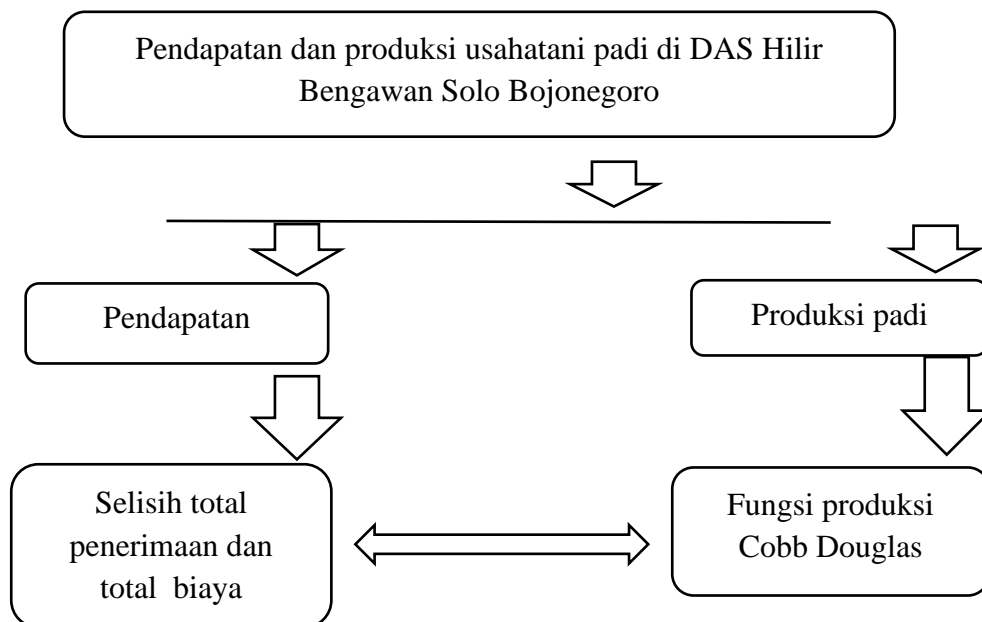 Pendapatan dan produksi usahatani padi di DAS Hilir
Bengawan Solo Bojonegoro
Pendapatan
Produksi padi
Selisih total
penerimaan dan
total biaya
Fungsi produksi
Cobb Douglas